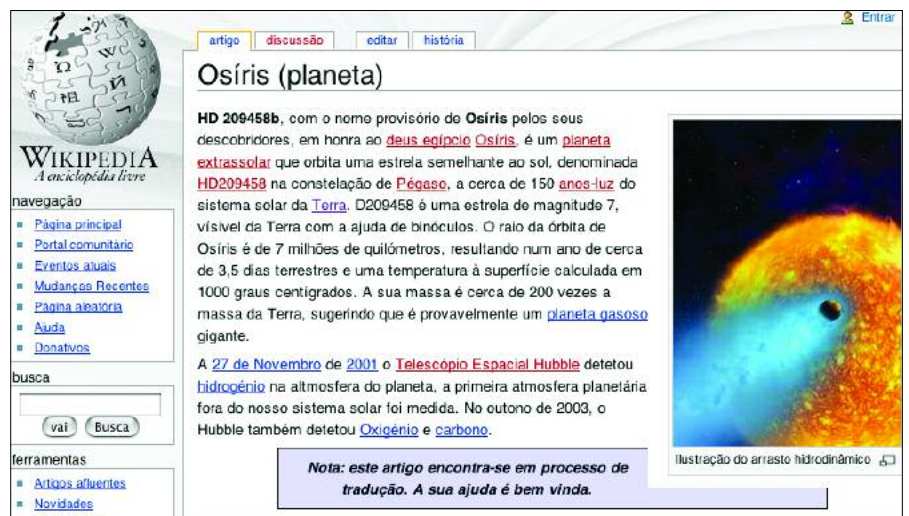 Entrar
artigo discussão editar história
Osíris (planeta)
HD 209458b, com o nome provisório de Osíris pelos seus
descobridores, em honra ao deus egípcio Osíris, é um planeta
extrassolar que orbita uma estrela semelhante ao sol, denominada
HD209458 na constelação de Pégaso, a cerca de 150 anos-luz do
sistema solar da Terra. D209458 é uma estrela de magnitude 7,
vísivel da Terra com a ajuda de binóculos. O raio da órbita de
Osíris é de 7 milhões de quilómetros, resultando num ano de cerca
de 3,5 dias terrestres e uma temperatura à superfície calculada em
1000 graus centígrados. A sua massa é cerca de 200 vezes a
massa da Terra, sugerindo que é provavelmente um planeta gasoso
gigante.
A 27 de Novembro de 2001 o Telescópio Espacial Hubble detetou
hidrogénio na altmosfera do planeta, a primeira atmosfera planetária
fora do nosso sistema solar foi medida. No outono de 2003, o
Hubble também detetou Oxigénio e carbono.
Nota: este artigo encontra-se em processo de
tradução. A sua ajuda é bem vinda.
Ilustração do arrasto hidrodinâmico
WIKIPEDIA
A enciclopédia livre
navegação
Página principal
Portal comunitário
Eventos atuais
Mudanças Recentes
Página aleatória
Ajuda
Donativos
busca
vai Busca
ferramentas
Artigos afluentes
Novidades